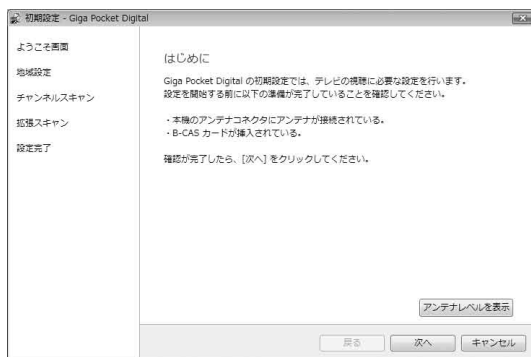 初期設定 - Giga Pocket Digital
ようこそ画面
地域設定
チャンネルスキャン
拡張スキャン
設定完了
はじめに
Giga Pocket Digital の初期設定では、テレビの視聴に必要な設定を行います。
設定を開始する前に以下の準備が完了していることを確認してください。
・本機のアンテナコネクタにアンテナが接続されている。
・B-CAS カードが挿入されている。
確認が完了したら、[次へ] をクリックしてください。
アンテナレベルを表示
戻る
次へ
キャンセル